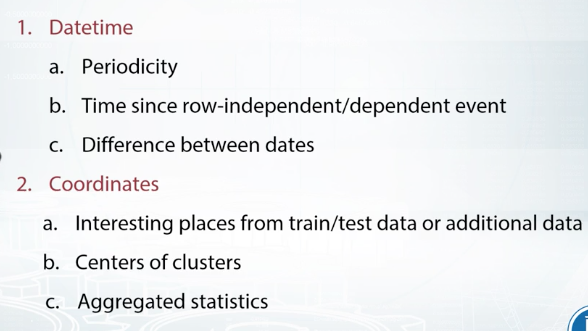 1. Datetime
a. Periodicity
b. Time since row-independent/dependent event
c. Difference between dates
2. Coordinates
a. Interesting places from train/test data or additional data
b. Centers of clusters
c. Aggregated statistics